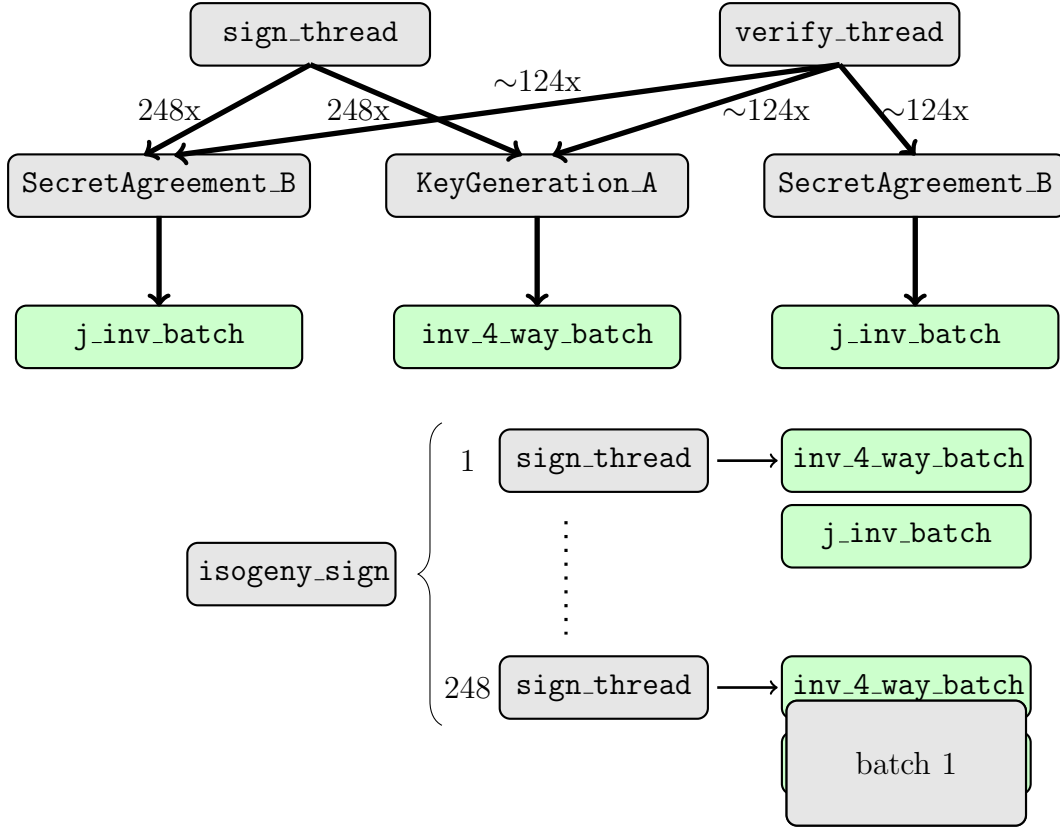 sign_thread
verify_thread
248x
248x
~124x
~124x
~124x
SecretAgreement_B
KeyGeneration_A
SecretAgreement_B
j_inv_batch
inv_4_way_batch
j_inv_batch
1
sign_thread
inv_4_way_batch
j_inv_batch
isogeny_sign
248
sign_thread
inv_4_way_batch
batch 1